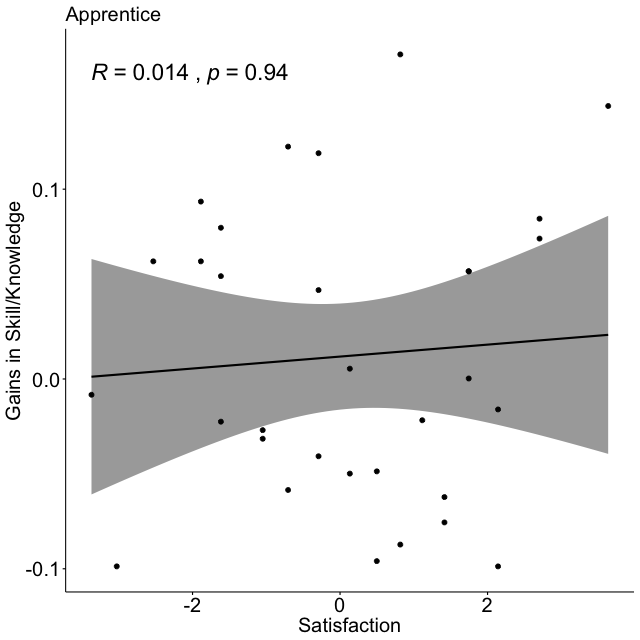 Apprentice
R = 0.014 , p = 0.94
Gains in Skill/Knowledge
0.1
0.0
-0.1
-2 0 2
Satisfaction